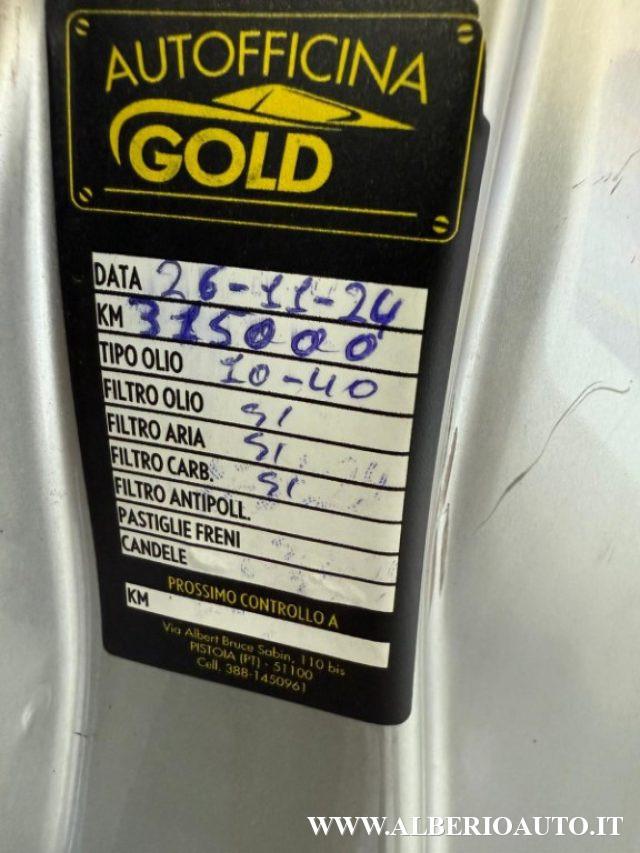 AUTOFFICINA
GOLD
DATA 26-11-24
KM 315000
TIPO OLIO 10-40
FILTRO OLIO SI
FILTRO ARIA SI
FILTRO CARB. SI
FILTRO ANTIPOLL.
PASTIGLIE FRENI
CANDELE
PROSSIMO CONTROLLO A
KM
Via Albert Bruce Sabin, 110 bis
PISTOIA (PT) - 51100
Cell. 388-1450961
WWW.ALBERIOAUTO.IT